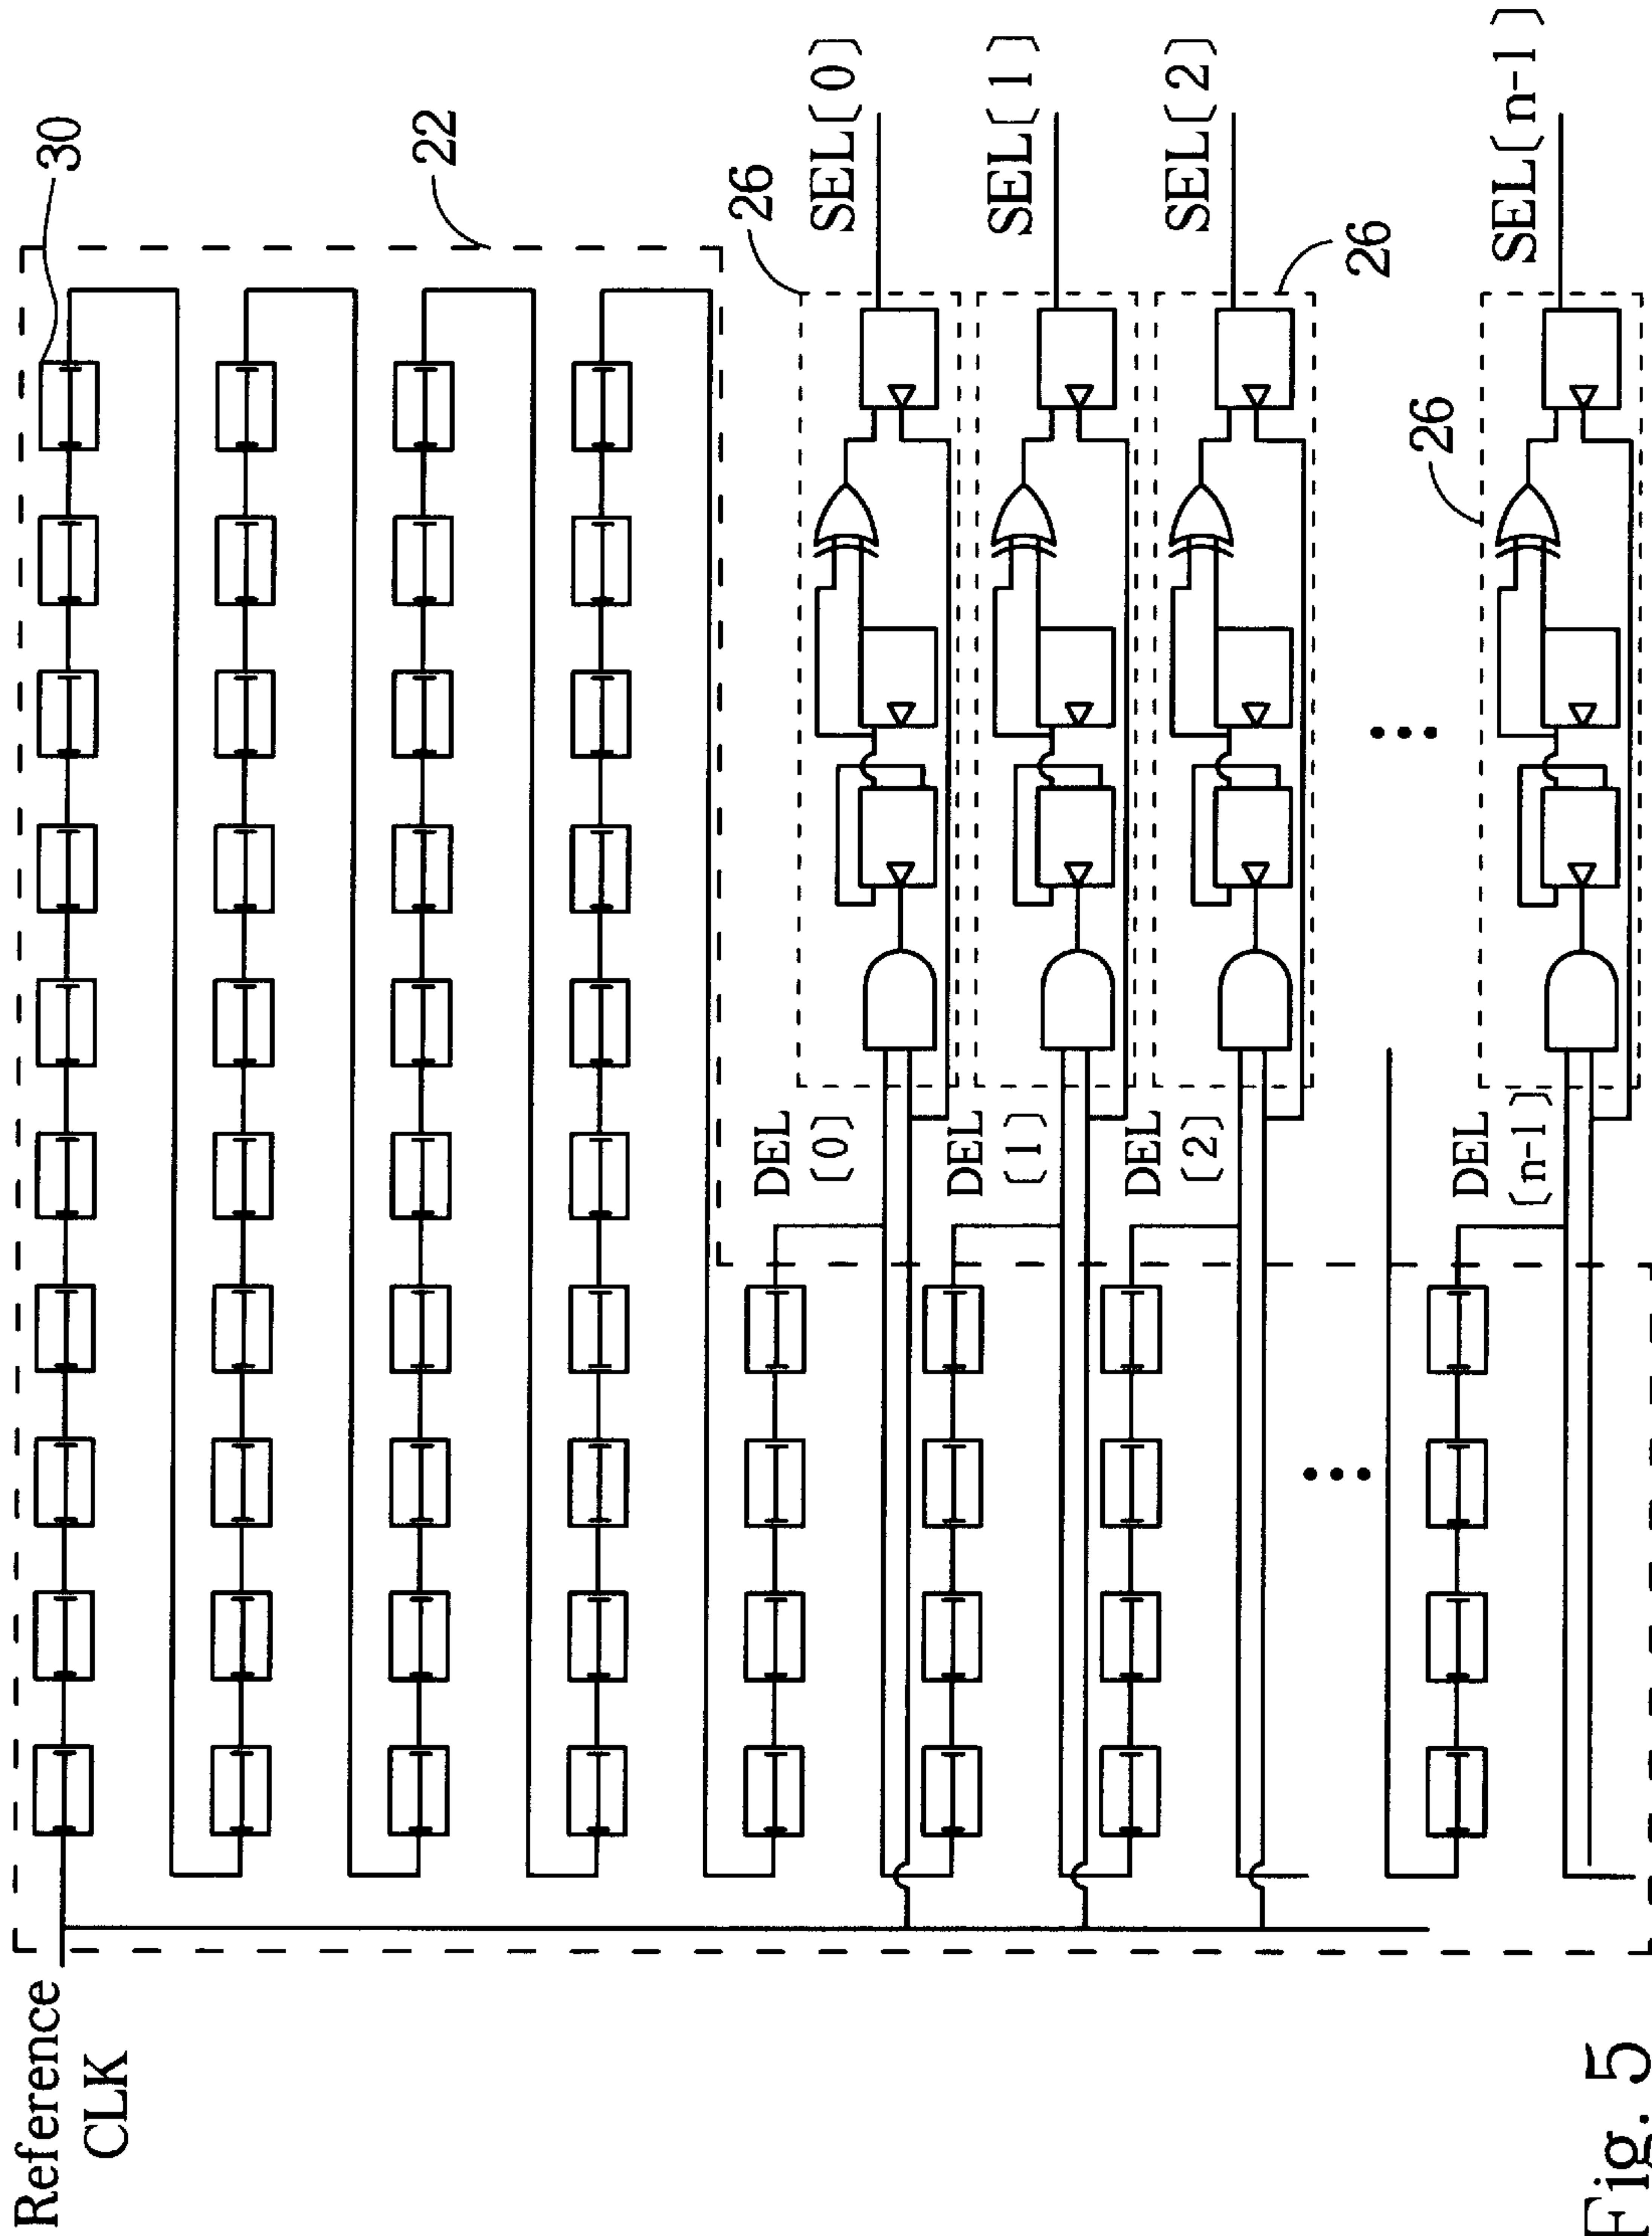 Reference
CLK
30
22
26
SEL(0)
DEL
(0)
SEL(1)
DEL
(1)
SEL(2)
DEL
(2)
26
26
SEL(n-1)
DEL
(n-1)
Fig. 5